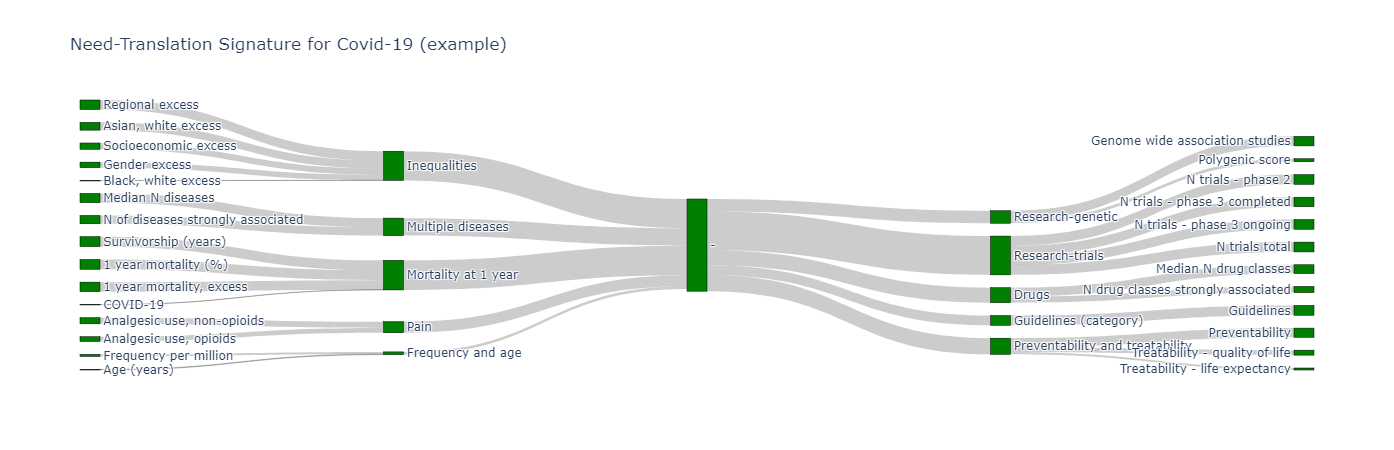 Need-Translation Signature for Covid-19 (example)
Regional excess
Asian, white excess
Socioeconomic excess
Gender excess
Black, white excess
Median N diseases
N of diseases strongly associated
Survivorship (years)
1 year mortality (%)
1 year mortality, excess
COVID-19
Analgesic use, non-opioids
Analgesic use, opioids
Frequency per million
Age (years)
Inequalities
Multiple diseases
Mortality at 1 year
Pain
Frequency and age
-
Research-genetic
Research-trials
Drugs
Guidelines (category)
Preventability and treatability
Genome wide association studies
Polygenic score
N trials - phase 2
N trials - phase 3 completed
N trials - phase 3 ongoing
N trials total
Median N drug classes
N drug classes strongly associated
Guidelines
Preventability
Treatability - quality of life
Treatability - life expectancy